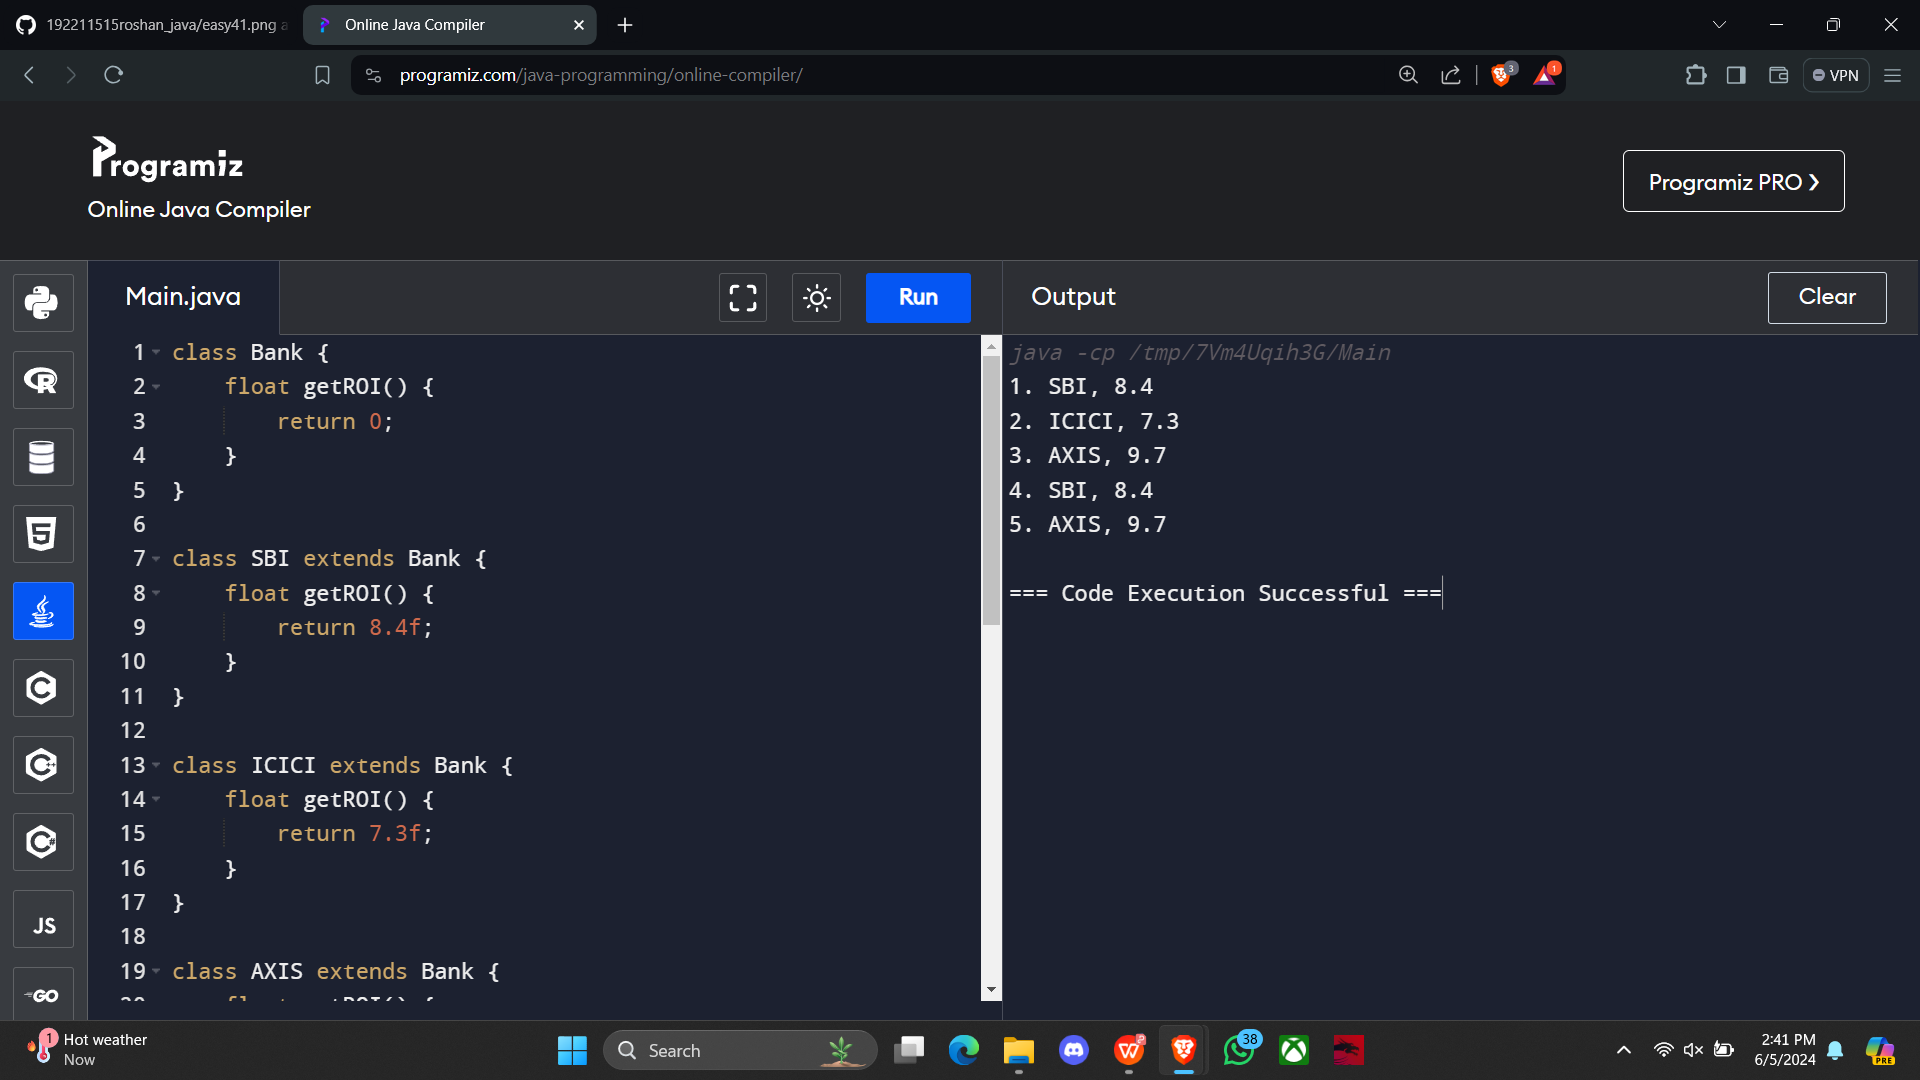 192211515roshan_java/easy41.png a
Online Java Compiler
programiz.com/java-programming/online-compiler/
3
1
VPN
Programiz
Online Java Compiler
Programiz PRO ❯
Main.java
Run
Output
Clear
1 class Bank {
2 float getROI() {
3 return 0;
4 }
5 }
6
7 class SBI extends Bank {
8 float getROI() {
9 return 8.4f;
10 }
11 }
12
13 class ICICI extends Bank {
14 float getROI() {
15 return 7.3f;
16 }
17 }
18
19 class AXIS extends Bank {
java -cp /tmp/7Vm4Uqih3G/Main
1. SBI, 8.4
2. ICICI, 7.3
3. AXIS, 9.7
4. SBI, 8.4
5. AXIS, 9.7
=== Code Execution Successful ===
JS
GO
1
Hot weather
Now
Search
38
2:41 PM
6/5/2024
PRE